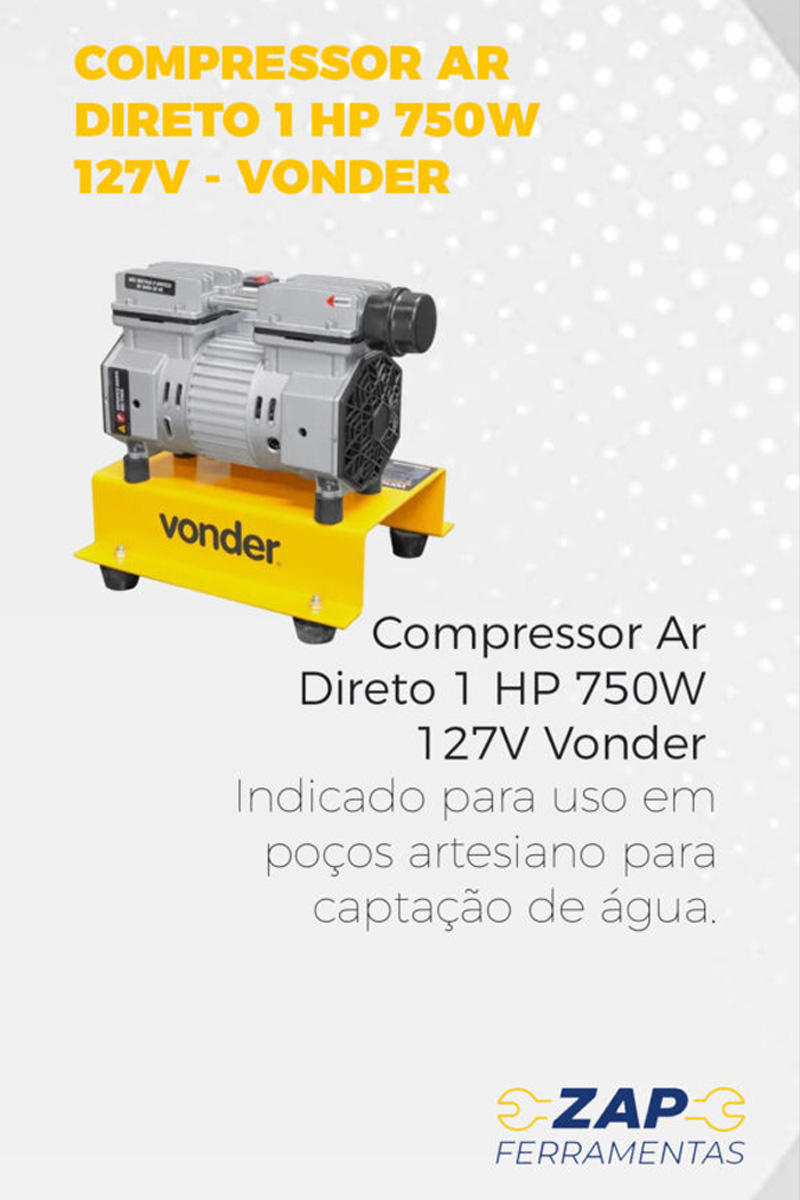 COMPRESSOR AR
DIRETO 1 HP 750W
127V - VONDER
vonder
Compressor Ar
Direto 1 HP 750W
127V Vonder
Indicado para uso em
poços artesiano para
captação de água.
ZAP
FERRAMENTAS